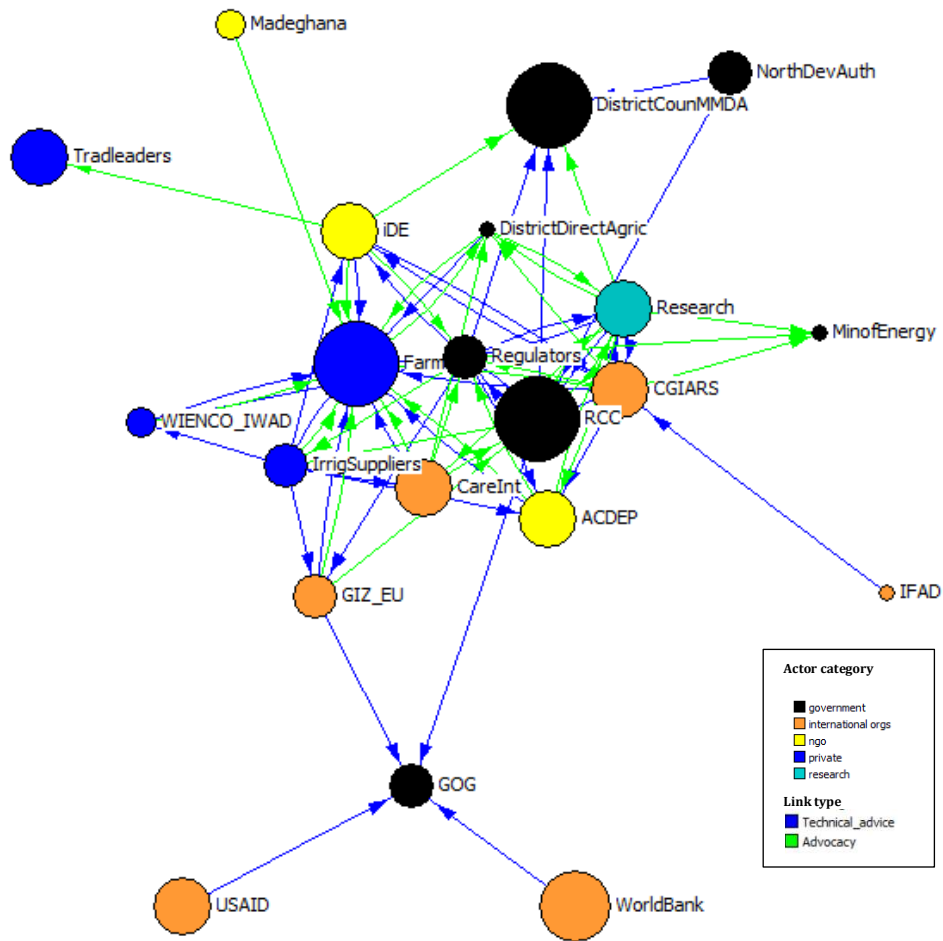 Madeghana
NorthDevAuth
DistrictCounMMDA
Tradleaders
iDE
DistrictDirectAgric
Research
MinofEnergy
Regulators
Farm
CGIARS
WIENCO_IWAD
RCC
IrrigSuppliers
CareInt
ACDEP
GIZ_EU
IFAD
Actor category
government
international orgs
ngo
private
research
Link type_
Technical_advice
Advocacy
GOG
USAID
WorldBank